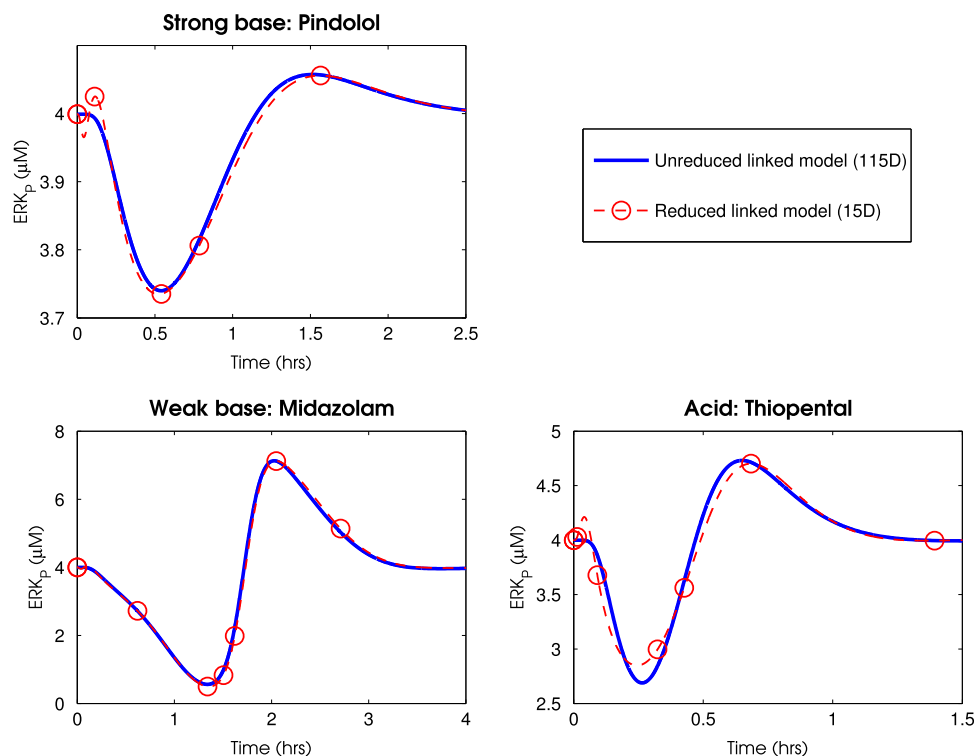 Strong base: Pindolol
4
3.9
3.8
3.7
ERKP (μM)
0 0.5 1 1.5 2 2.5
Time (hrs)
Unreduced linked model (115D)
Reduced linked model (15D)
Weak base: Midazolam
8
6
4
2
0
ERKP (μM)
0 1 2 3 4
Time (hrs)
Acid: Thiopental
5
4.5
4
3.5
3
2.5
ERKP (μM)
0 0.5 1 1.5
Time (hrs)